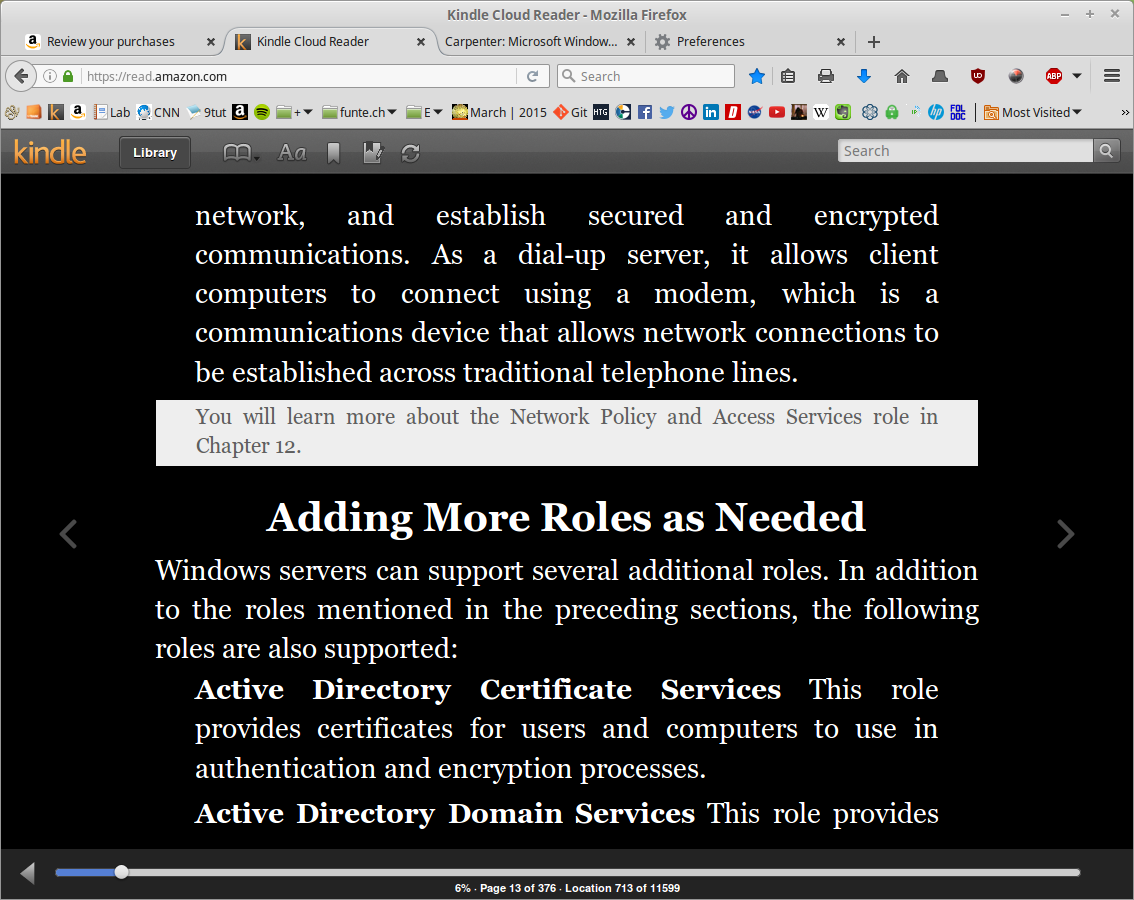 Kindle Cloud Reader - Mozilla Firefox
Review your purchases
Kindle Cloud Reader
Carpenter: Microsoft Window...
Preferences
https://read.amazon.com
Search
ABP
Lab
CNN
9tut
+
funte.ch
E
March | 2015
Git
HTG
Most Visited
kindle
Library
Aa
Search
network, and establish secured and encrypted
communications. As a dial-up server, it allows client
computers to connect using a modem, which is a
communications device that allows network connections to
be established across traditional telephone lines.
You will learn more about the Network Policy and Access Services role in
Chapter 12.
Adding More Roles as Needed
Windows servers can support several additional roles. In addition
to the roles mentioned in the preceding sections, the following
roles are also supported:
Active Directory Certificate Services This role
provides certificates for users and computers to use in
authentication and encryption processes.
Active Directory Domain Services This role provides
6% · Page 13 of 376 · Location 713 of 11599